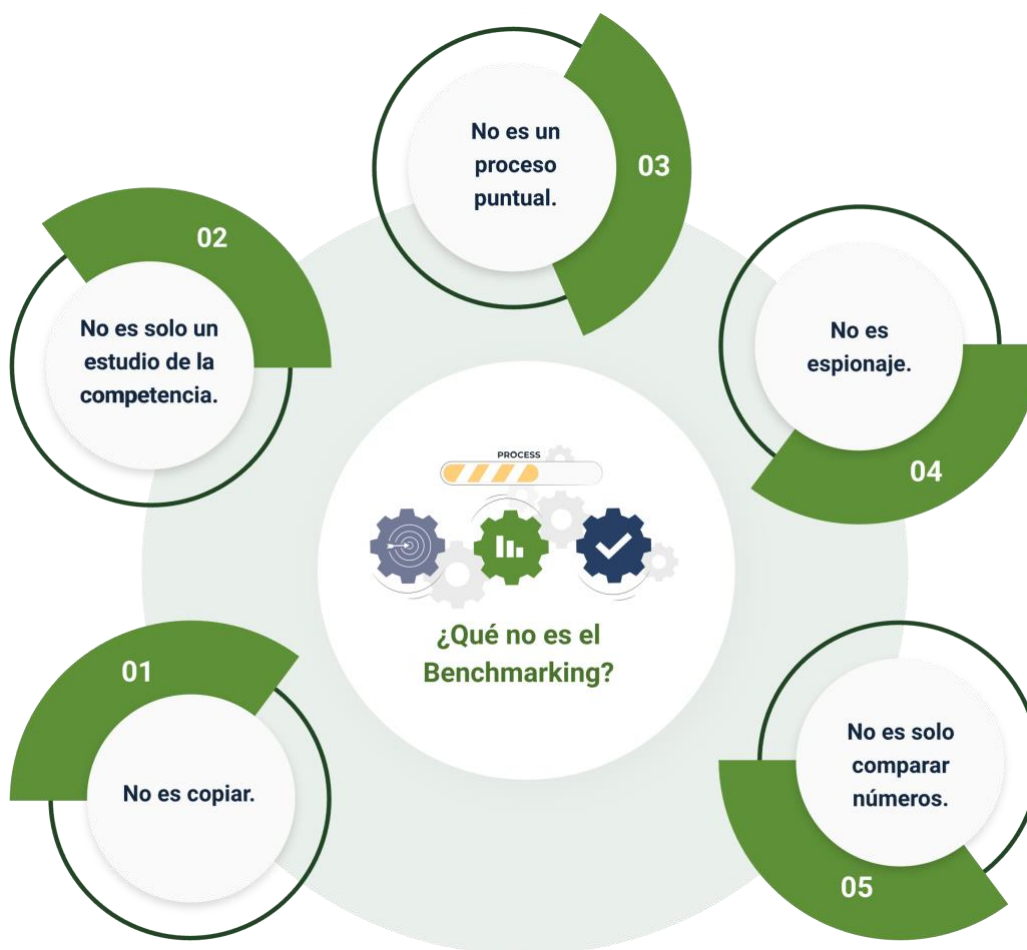 PROCESS
¿Qué no es el
Benchmarking?
01
No es copiar.
02
No es solo un
estudio de la
competencia.
03
No es un
proceso
puntual.
04
No es
espionaje.
05
No es solo
comparar
números.